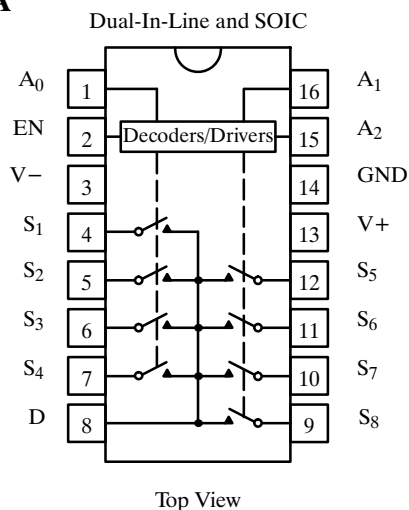 A
Dual-In-Line and SOIC
A0 1 16 A1
EN 2 Decoders/Drivers 15 A2
V− 3 14 GND
S1 4 13 V+
S2 5 12 S5
S3 6 11 S6
S4 7 10 S7
D 8 9 S8
Top View